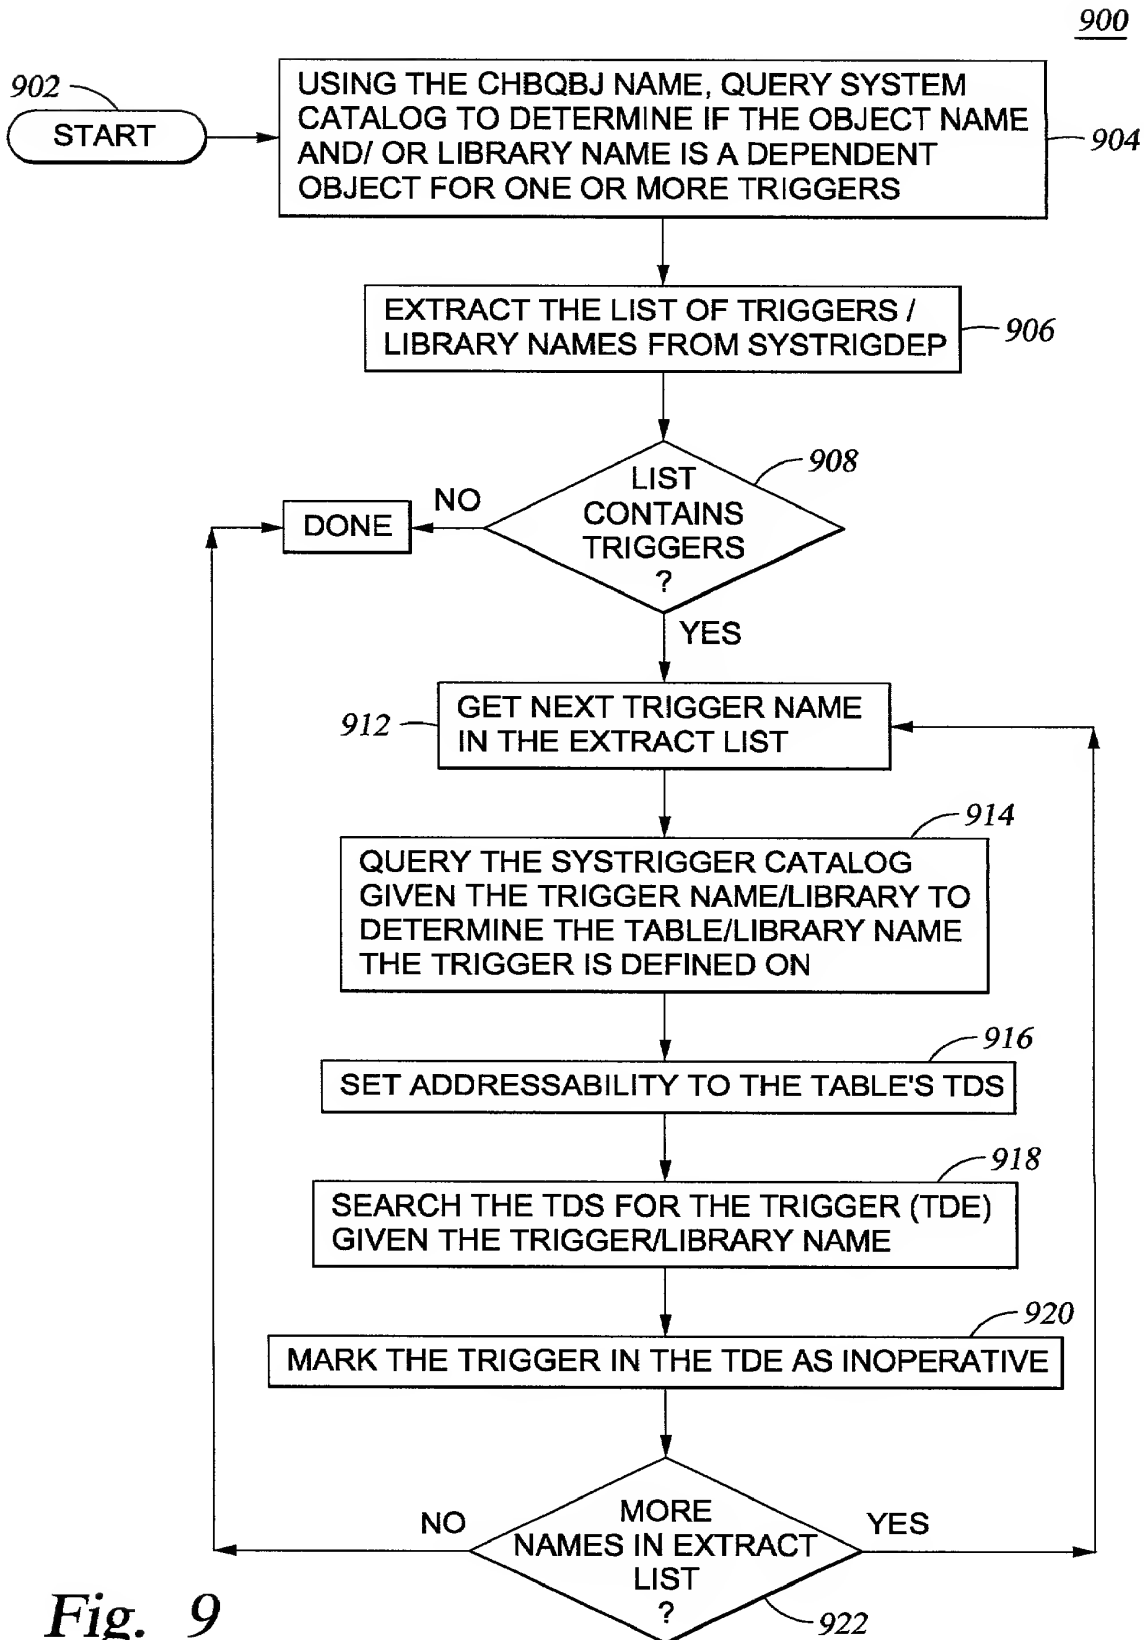 900
902
START
USING THE CHBQBJ NAME, QUERY SYSTEM
CATALOG TO DETERMINE IF THE OBJECT NAME
AND/ OR LIBRARY NAME IS A DEPENDENT
OBJECT FOR ONE OR MORE TRIGGERS
904
EXTRACT THE LIST OF TRIGGERS /
LIBRARY NAMES FROM SYSTRIGDEP
906
908
LIST
CONTAINS
TRIGGERS
?
NO
DONE
YES
912
GET NEXT TRIGGER NAME
IN THE EXTRACT LIST
914
QUERY THE SYSTRIGGER CATALOG
GIVEN THE TRIGGER NAME/LIBRARY TO
DETERMINE THE TABLE/LIBRARY NAME
THE TRIGGER IS DEFINED ON
916
SET ADDRESSABILITY TO THE TABLE'S TDS
918
SEARCH THE TDS FOR THE TRIGGER (TDE)
GIVEN THE TRIGGER/LIBRARY NAME
920
MARK THE TRIGGER IN THE TDE AS INOPERATIVE
NO
MORE
NAMES IN EXTRACT
LIST
?
YES
922
Fig. 9